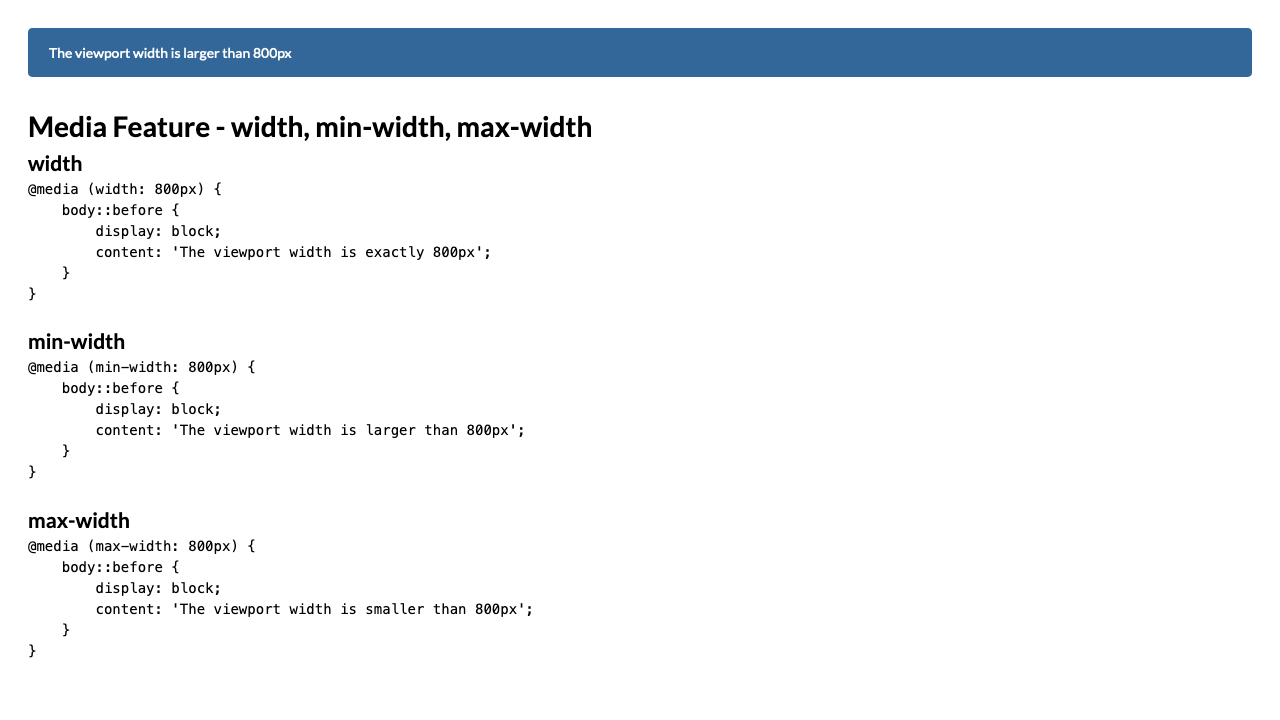 The viewport width is larger than 800px
Media Feature - width, min-width, max-width
width
@media (width: 800px) {
    body::before {
        display: block;
        content: 'The viewport width is exactly 800px';
    }
}
min-width
@media (min-width: 800px) {
    body::before {
        display: block;
        content: 'The viewport width is larger than 800px';
    }
}
max-width
@media (max-width: 800px) {
    body::before {
        display: block;
        content: 'The viewport width is smaller than 800px';
    }
}